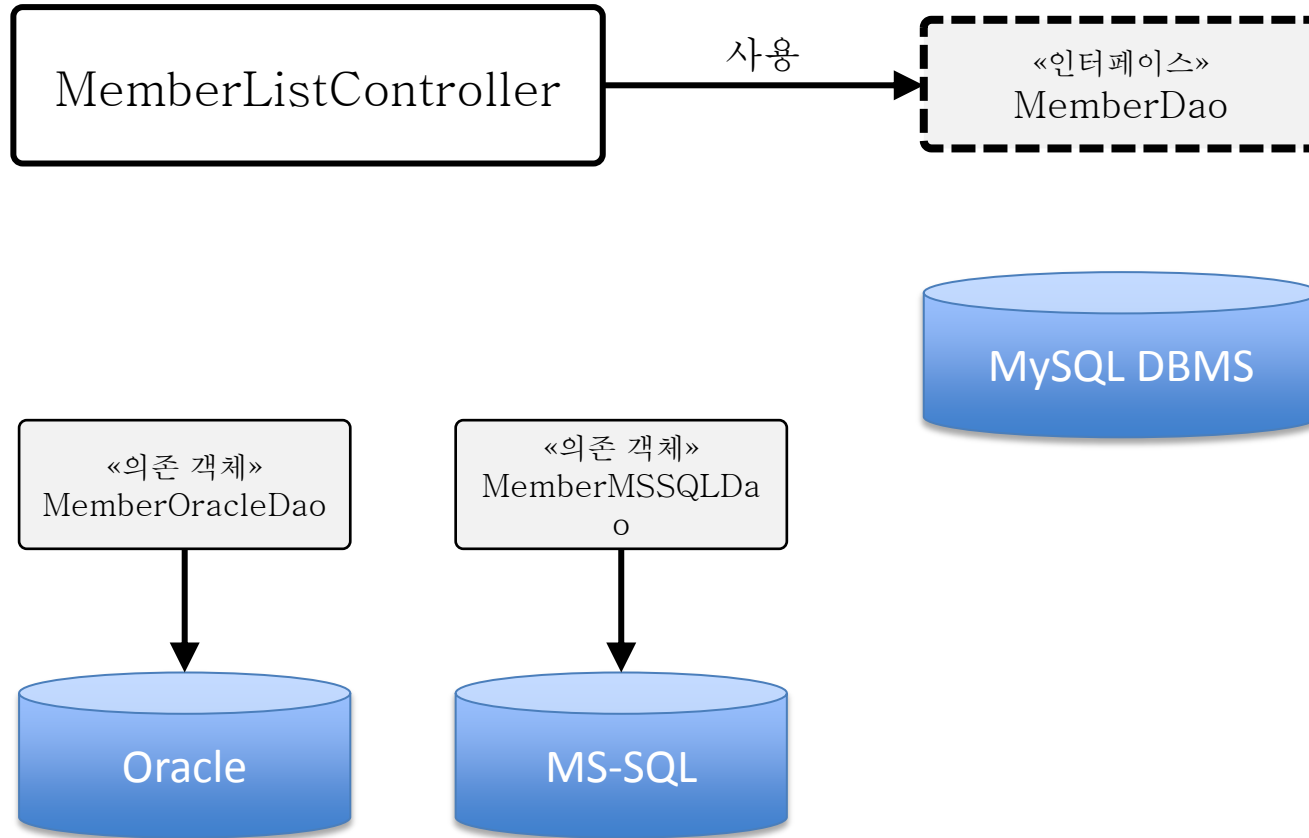 MemberListController
사용
«인터페이스»
MemberDao
MySQL DBMS
«의존 객체»
MemberOracleDao
«의존 객체»
MemberMSSQLDa
o
Oracle
MS-SQL